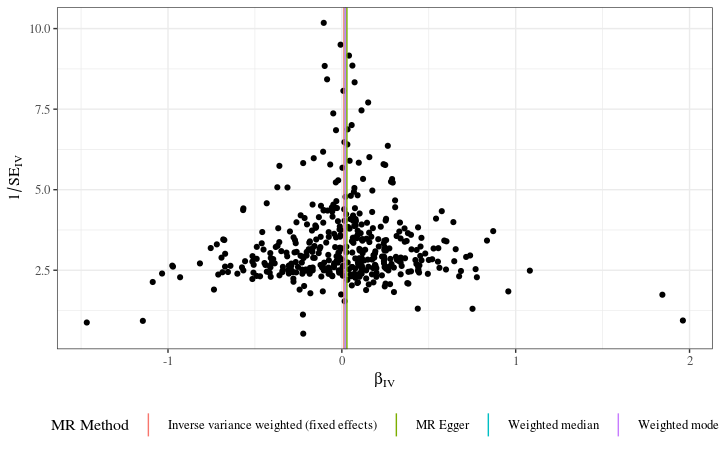 10.0
7.5
5.0
2.5
1/SE_IV
-1
0
1
2
β_IV
MR Method
Inverse variance weighted (fixed effects)
MR Egger
Weighted median
Weighted mode